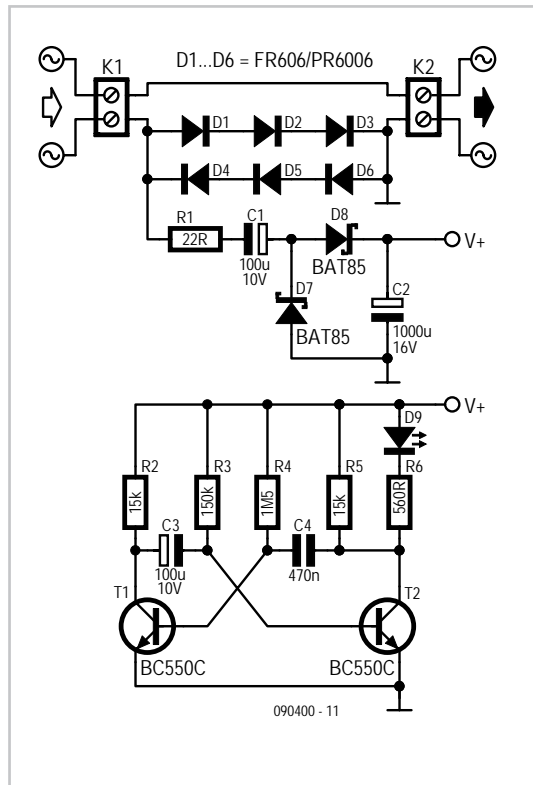 D1...D6 = FR606/PR6006
K1
K2
D1
D2
D3
D4
D5
D6
R1
22R
C1
100u
10V
D8
BAT85
V+
D7
BAT85
C2
1000u
16V
V+
D9
R2
15k
R3
150k
R4
1M5
R5
15k
R6
560R
C3
100u
10V
C4
470n
T1
BC550C
T2
BC550C
090400 - 11